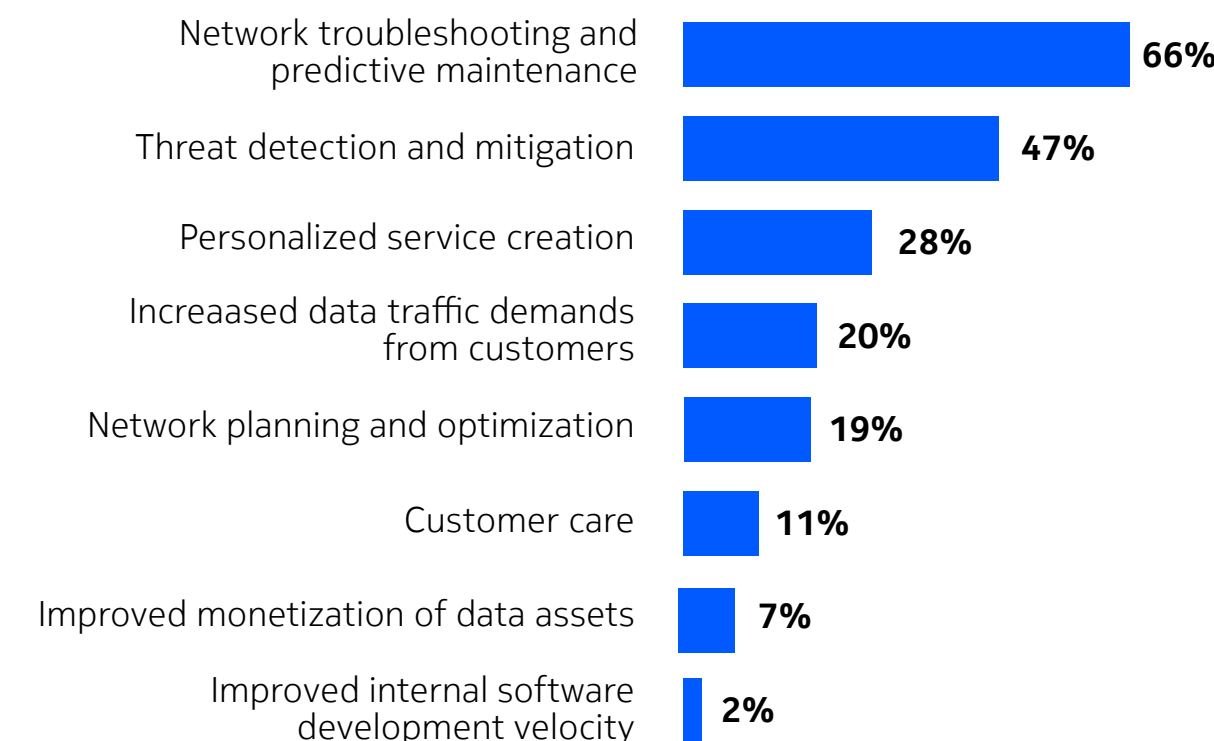 Network troubleshooting and
predictive maintenance
66%
Threat detection and mitigation
47%
Personalized service creation
28%
Increaased data traffic demands
from customers
20%
Network planning and optimization
19%
Customer care
11%
Improved monetization of data assets
7%
Improved internal software
development velocity
2%